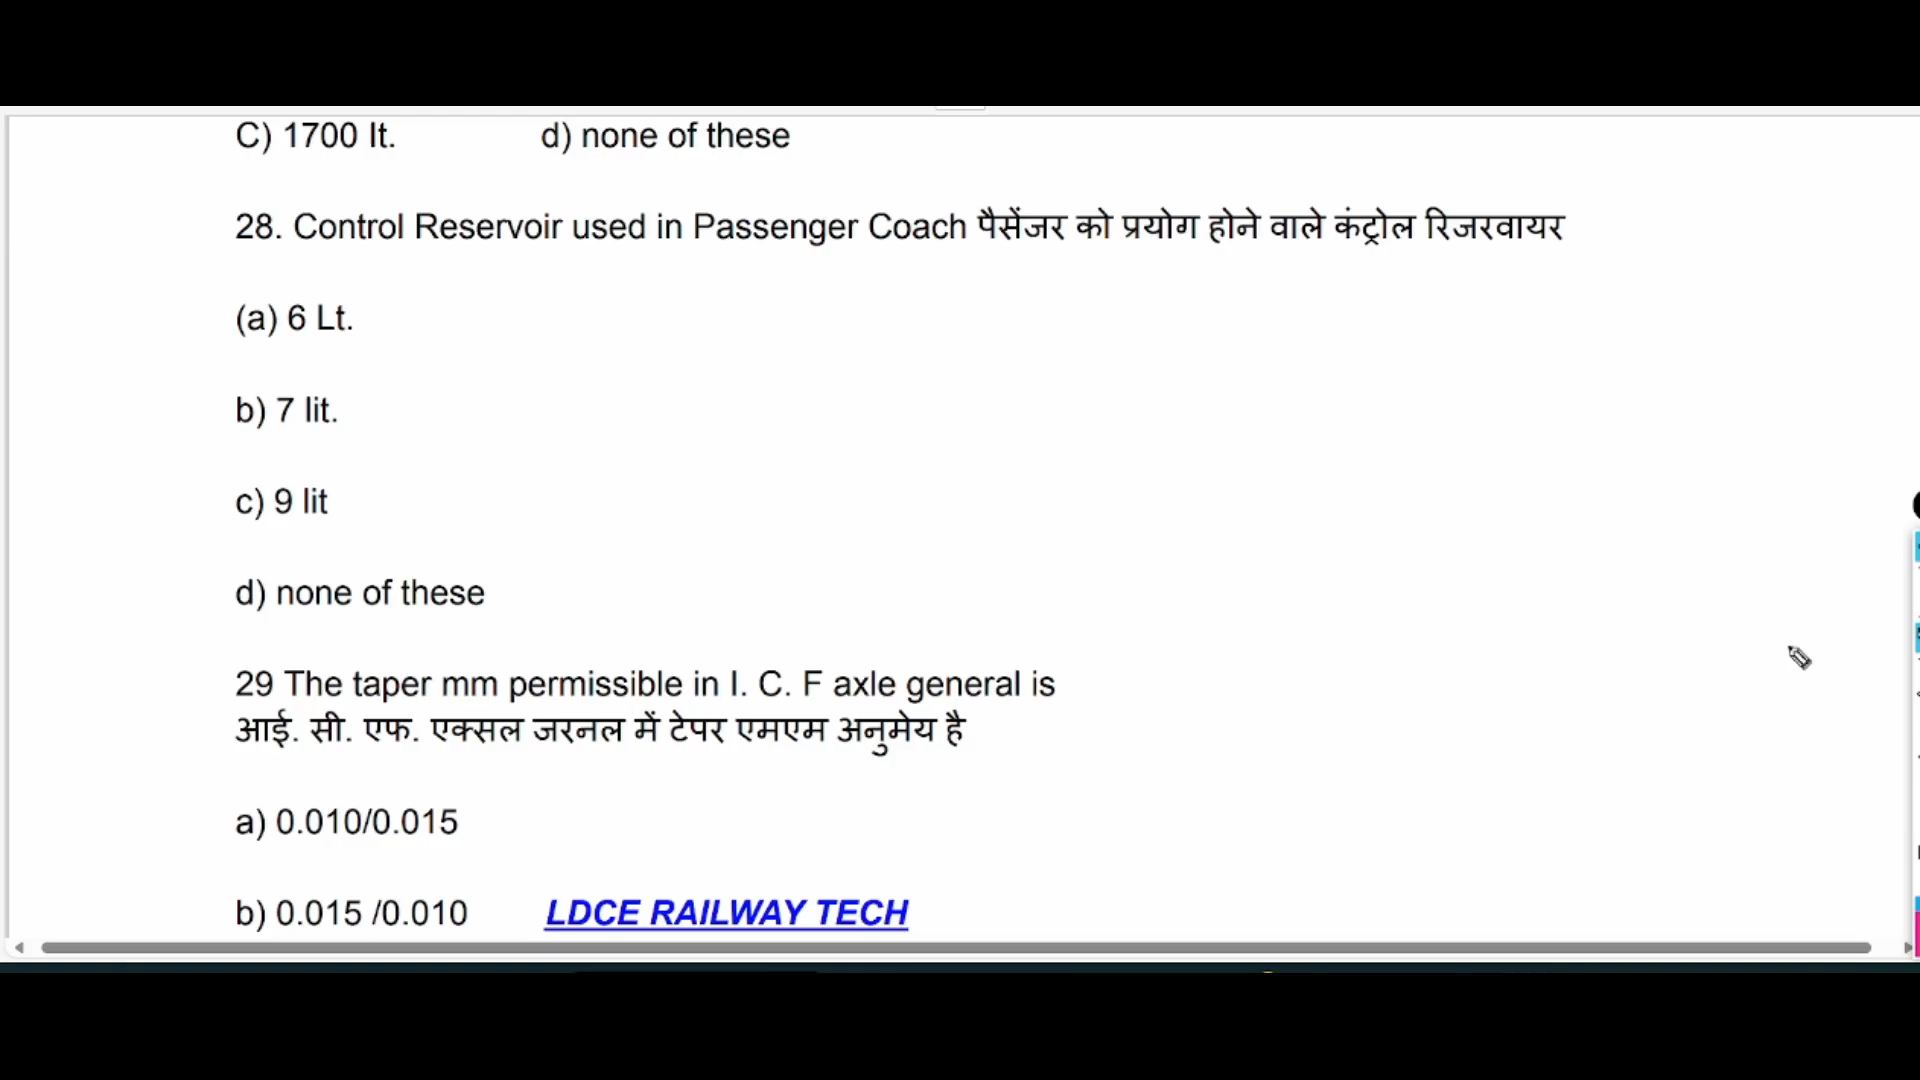 C) 1700 lt. d) none of these
28. Control Reservoir used in Passenger Coach पैसेंजर को प्रयोग होने वाले कंट्रोल रिजरवायर
(a) 6 Lt.
b) 7 lit.
c) 9 lit
d) none of these
29 The taper mm permissible in I. C. F axle general is
आई. सी. एफ. एक्सल जरनल में टेपर एमएम अनुमेय है
a) 0.010/0.015
b) 0.015 /0.010 LDCE RAILWAY TECH